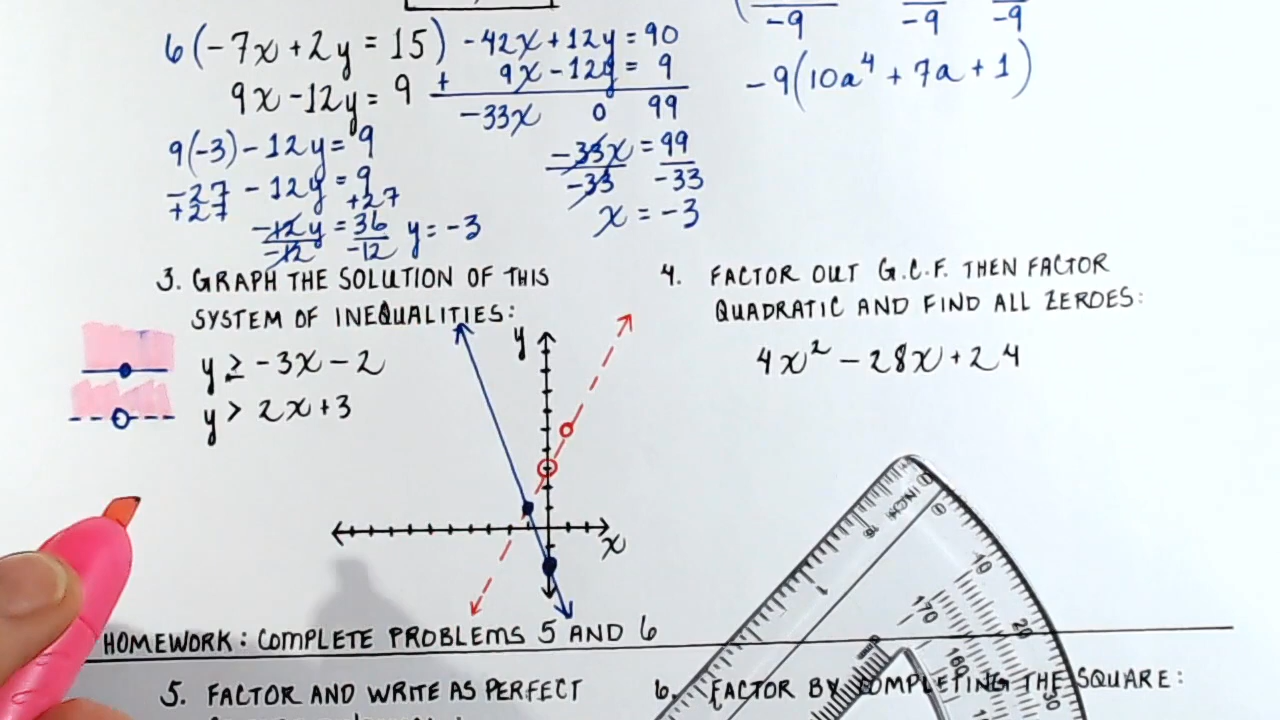 -9 -9 -9
6(-7x+2y = 15) -42x+12y = 90
9x-12y = 9 + 9x-12y = 9
-33x 0 99
-9(10a⁴ + 7a + 1)
9(-3) - 12y = 9
-27 - 12y = 9
+27 +27
-12y = 36 y = -3
-12 -12
-33x = 99
-33 -33
x = -3
3. GRAPH THE SOLUTION OF THIS
SYSTEM OF INEQUALITIES:
y ≥ -3x - 2
y > 2x+3
y
x
4. FACTOR OUT G.C.F. THEN FACTOR
QUADRATIC AND FIND ALL ZEROES:
4x² - 28x + 24
INCH
1
10
20
30
170
160
HOMEWORK: COMPLETE PROBLEMS 5 AND 6
5. FACTOR AND WRITE AS PERFECT
6. FACTOR BY COMPLETING THE SQUARE: